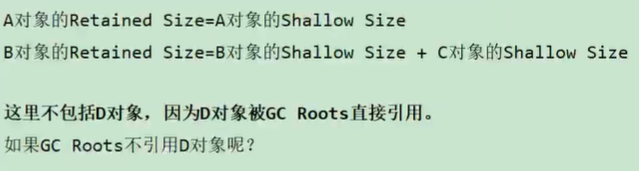 A对象的Retained Size=A对象的Shallow Size
B对象的Retained Size=B对象的Shallow Size + C对象的Shallow Size
这里不包括D对象，因为D对象被GC Roots直接引用。
如果GC Roots不引用D对象呢？